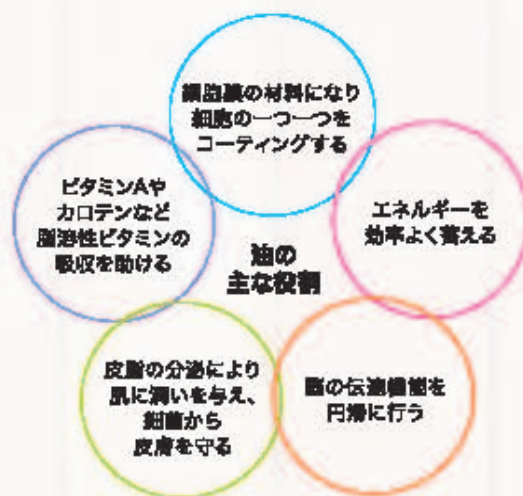 細胞膜の材料になり
細胞の一つ一つを
コーティングする
エネルギーを
効率よく蓄える
脳の伝達機能を
円滑に行う
皮脂の分泌により
肌に潤いを与え、
細菌から
皮膚を守る
ビタミンAや
カロテンなど
脂溶性ビタミンの
吸収を助ける
油の
主な役割